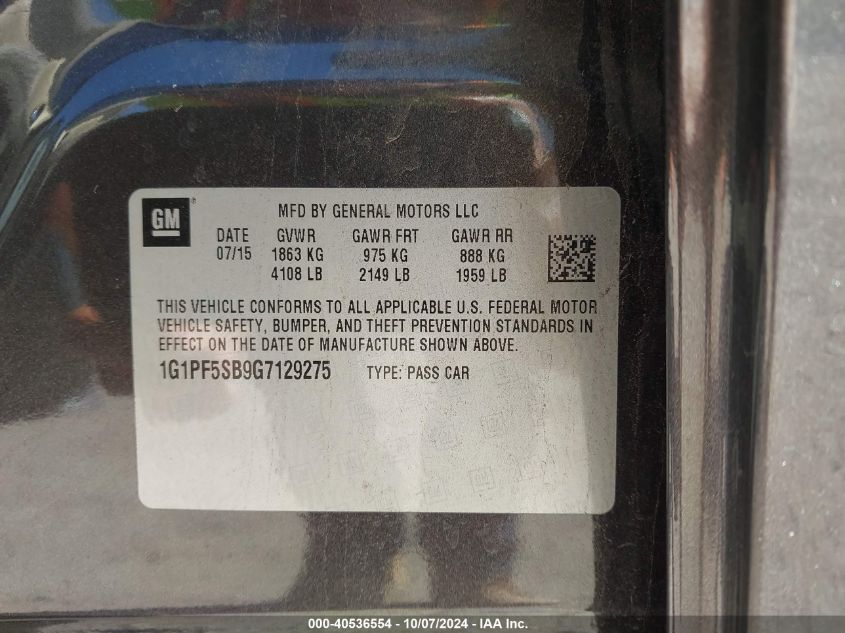 GM ®
MFD BY GENERAL MOTORS LLC
DATE GVWR GAWR FRT GAWR RR
07/15 1863 KG 975 KG 888 KG
4108 LB 2149 LB 1959 LB
THIS VEHICLE CONFORMS TO ALL APPLICABLE U.S. FEDERAL MOTOR
VEHICLE SAFETY, BUMPER, AND THEFT PREVENTION STANDARDS IN
EFFECT ON THE DATE OF MANUFACTURE SHOWN ABOVE.
1G1PF5SB9G7129275 TYPE: PASS CAR
000-40536554 - 10/07/2024 - IAA Inc.